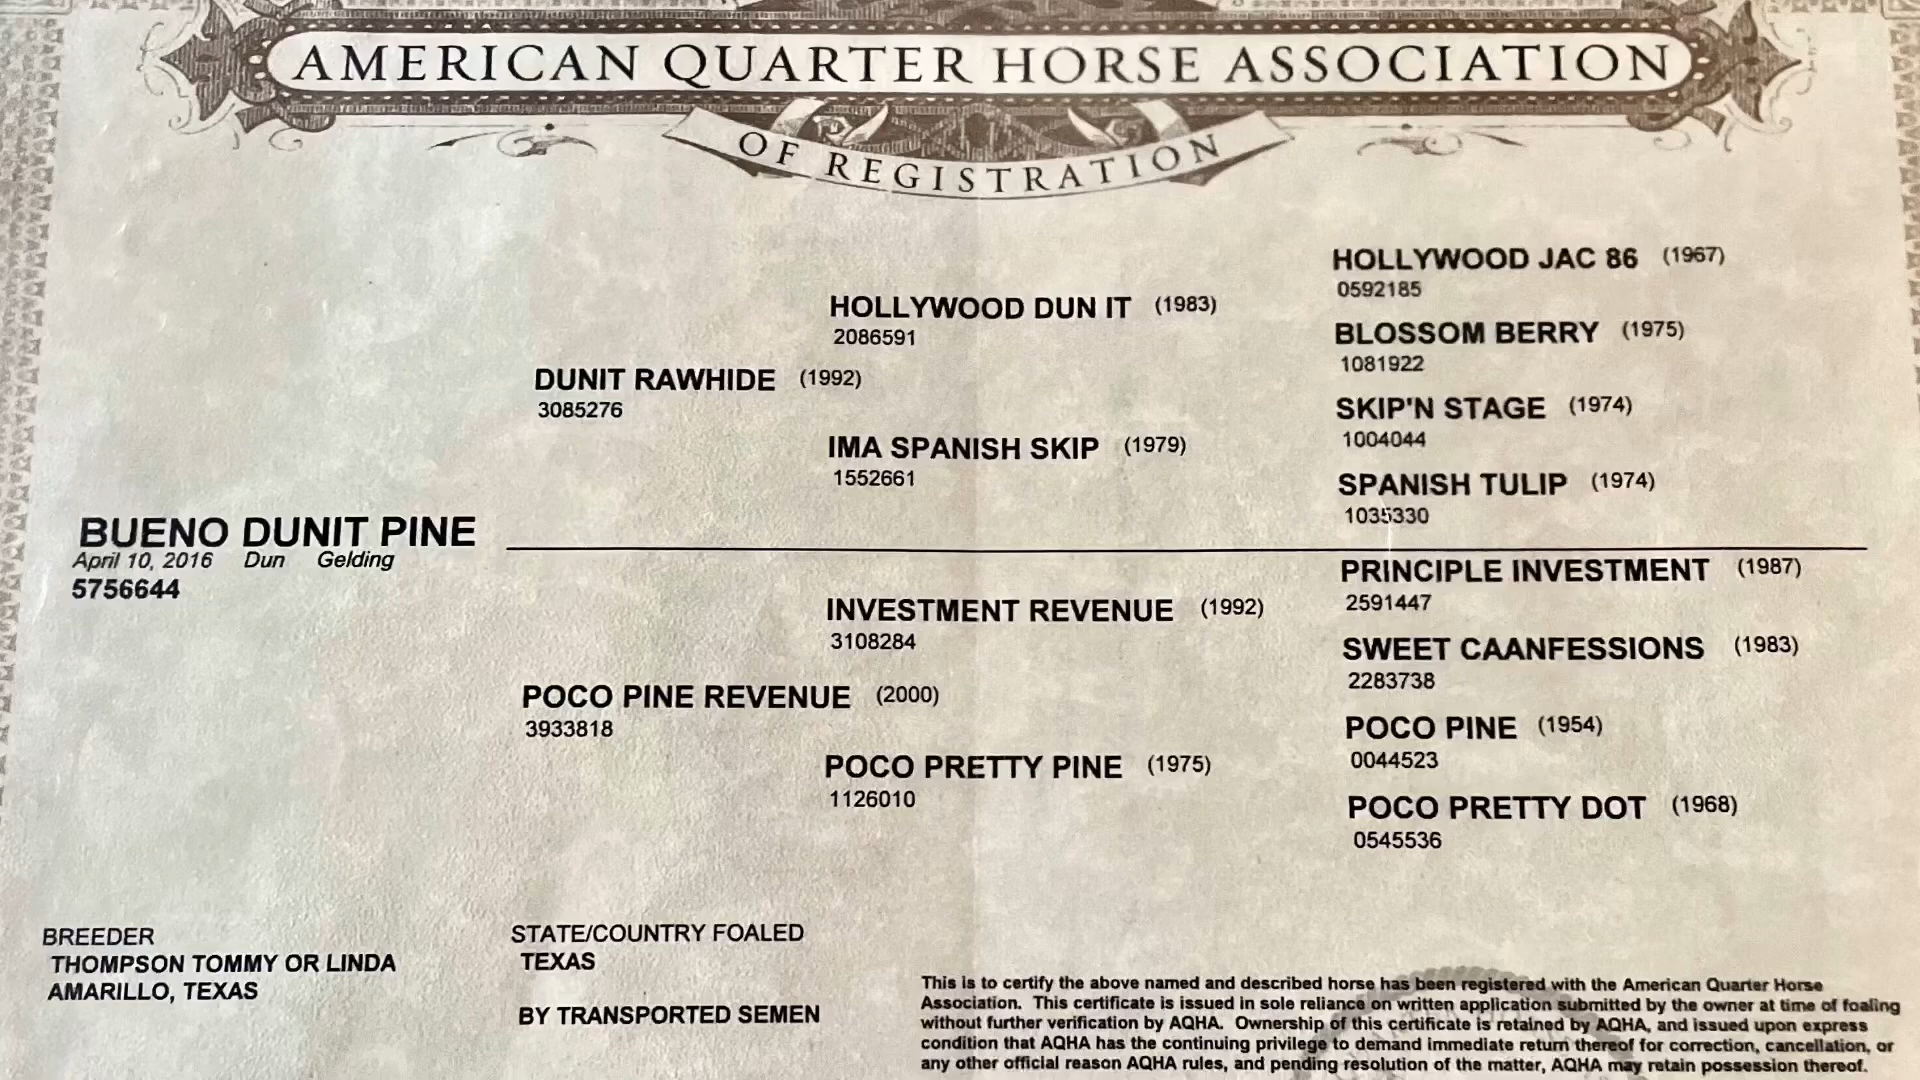 AMERICAN QUARTER HORSE ASSOCIATION
OF REGISTRATION
HOLLYWOOD JAC 86 (1967)
0592185
HOLLYWOOD DUN IT (1983)
2086591
BLOSSOM BERRY (1975)
1081922
DUNIT RAWHIDE (1992)
3085276
SKIP'N STAGE (1974)
1004044
IMA SPANISH SKIP (1979)
1552661
SPANISH TULIP (1974)
1035330
BUENO DUNIT PINE
April 10, 2016 Dun Gelding
5756644
PRINCIPLE INVESTMENT (1987)
2591447
INVESTMENT REVENUE (1992)
3108284
SWEET CAANFESSIONS (1983)
2283738
POCO PINE REVENUE (2000)
3933818
POCO PINE (1954)
0044523
POCO PRETTY PINE (1975)
1126010
POCO PRETTY DOT (1968)
0545536
BREEDER
THOMPSON TOMMY OR LINDA
AMARILLO, TEXAS
STATE/COUNTRY FOALED
TEXAS
BY TRANSPORTED SEMEN
This is to certify the above named and described horse has been registered with the American Quarter Horse
Association. This certificate is issued in sole reliance on written application submitted by the owner at time of foaling
without further verification by AQHA. Ownership of this certificate is retained by AQHA, and issued upon express
condition that AQHA has the continuing privilege to demand immediate return thereof for correction, cancellation, or
any other official reason AQHA rules, and pending resolution of the matter, AQHA may retain possession thereof.